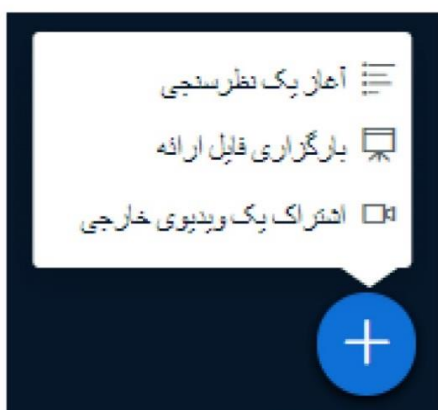 آغاز یک نظرسنجی
بارگزاری فایل ارائه
اشتراک یک ویدیوی خارجی